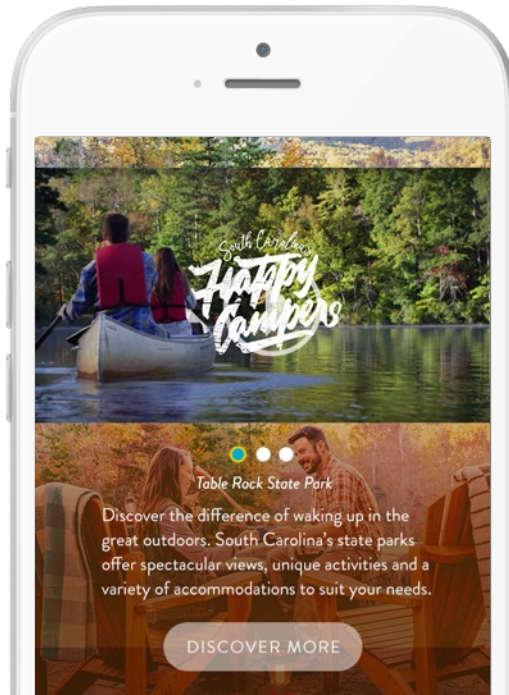 South Carolina's
Happy
Campers
Table Rock State Park
Discover the difference of waking up in the
great outdoors. South Carolina's state parks
offer spectacular views, unique activities and a
variety of accommodations to suit your needs.
DISCOVER MORE